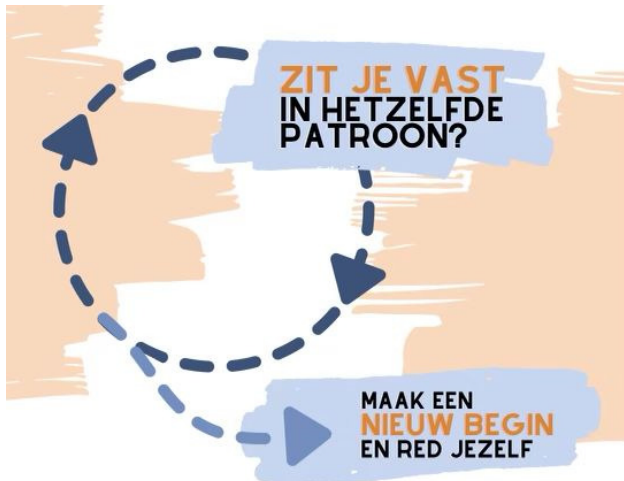 ZIT JE VAST
IN HETZELFDE
PATROON?
MAAK EEN
NIEUW BEGIN
EN RED JEZELF